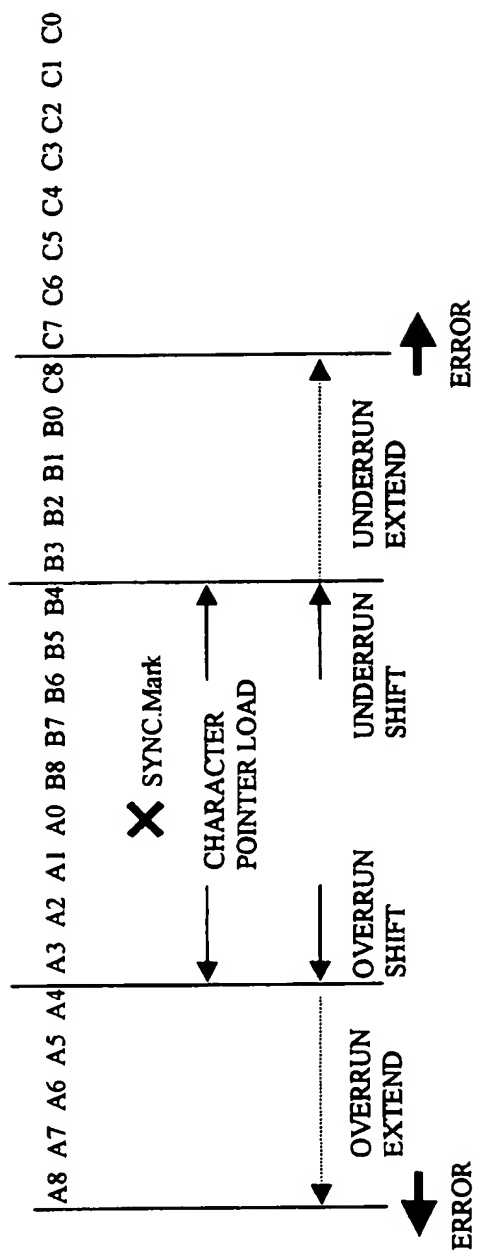 A8 A7 A6 A5 A4 A3 A2 A1 A0 B8 B7 B6 B5 B4 B3 B2 B1 B0 C8 C7 C6 C5 C4 C3 C2 C1 C0
SYNC.Mark
CHARACTER
POINTER LOAD
OVERRUN
EXTEND
OVERRUN
SHIFT
UNDERRUN
SHIFT
UNDERRUN
EXTEND
ERROR
ERROR